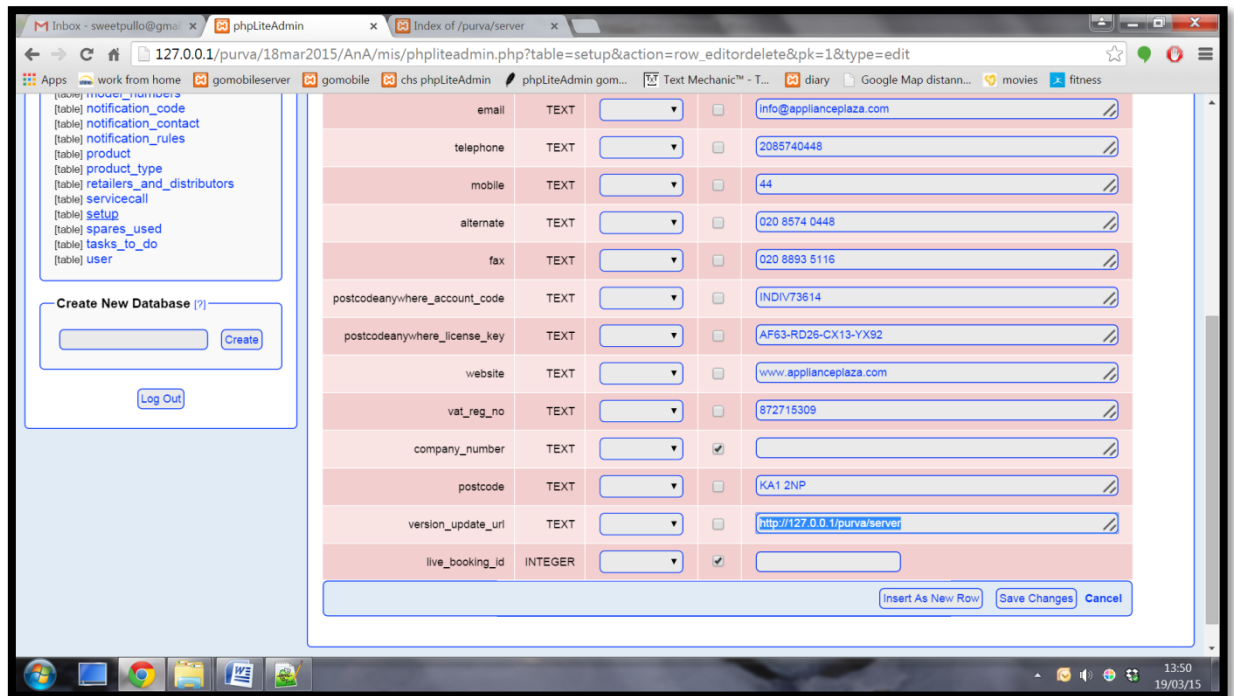 Inbox - sweetpullo@gmai
phpLiteAdmin
Index of /purva/server
127.0.0.1/purva/18mar2015/AnA/mis/phpliteadmin.php?table=setup&action=row_editordelete&pk=1&type=edit
Apps work from home gomobileserver gomobile chs phpLiteAdmin phpLiteAdmin gom... Text Mechanic™ - T... diary Google Map distann... movies fitness
[table] model_numbers
[table] notification_code
[table] notification_contact
[table] notification_rules
[table] product
[table] product_type
[table] retailers_and_distributors
[table] servicecall
[table] setup
[table] spares_used
[table] tasks_to_do
[table] user
Create New Database [?]
Create
Log Out
email TEXT info@applianceplaza.com
telephone TEXT 2085740448
mobile TEXT 44
alternate TEXT 020 8574 0448
fax TEXT 020 8893 5116
postcodeanywhere_account_code TEXT INDIV73614
postcodeanywhere_license_key TEXT AF63-RD26-CX13-YX92
website TEXT www.applianceplaza.com
vat_reg_no TEXT 872715309
company_number TEXT
postcode TEXT KA1 2NP
version_update_url TEXT http://127.0.0.1/purva/server
live_booking_id INTEGER
Insert As New Row Save Changes Cancel
13:50
19/03/15